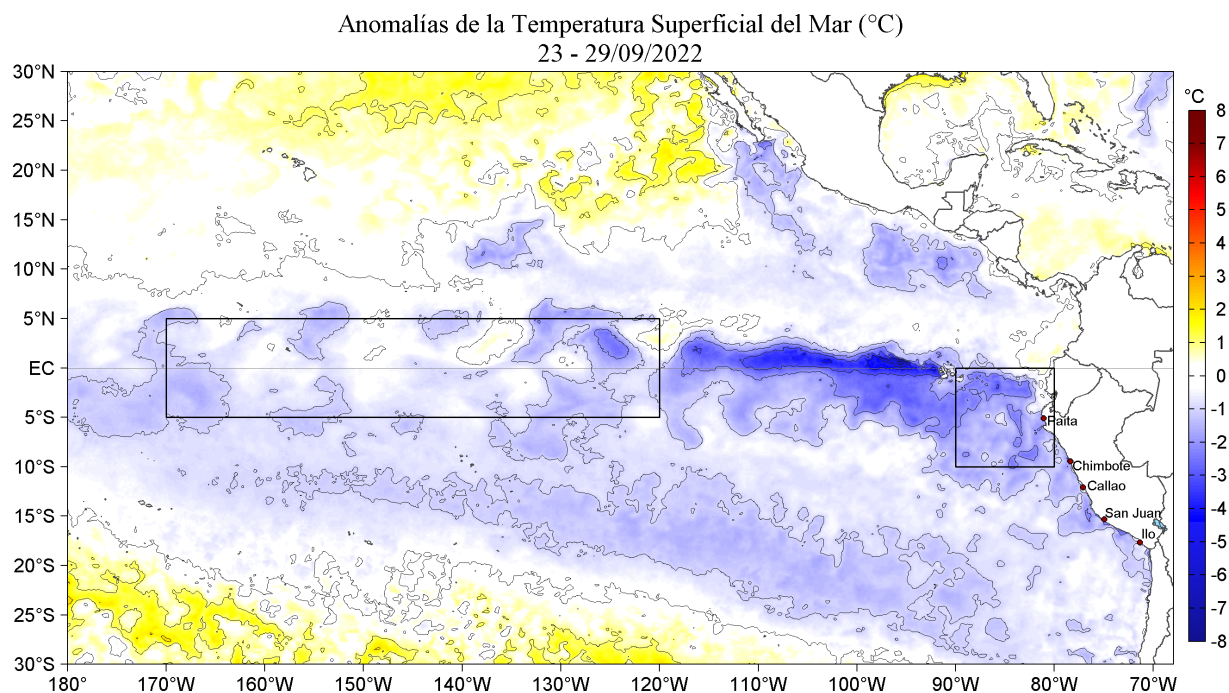 Anomalías de la Temperatura Superficial del Mar (°C)
23 - 29/09/2022
30°N
25°N
20°N
15°N
10°N
5°N
EC
5°S
10°S
15°S
20°S
25°S
30°S
180
170°W
160°W
150°W
140°W
130°W
120°W
110°W
100°W
90°W
80°W
70°W
Paita
Chimbote
Callao
San Juan
Ilo
°C
8
7
6
5
4
3
2
1
0
-1
-2
-3
-4
-5
-6
-7
-8